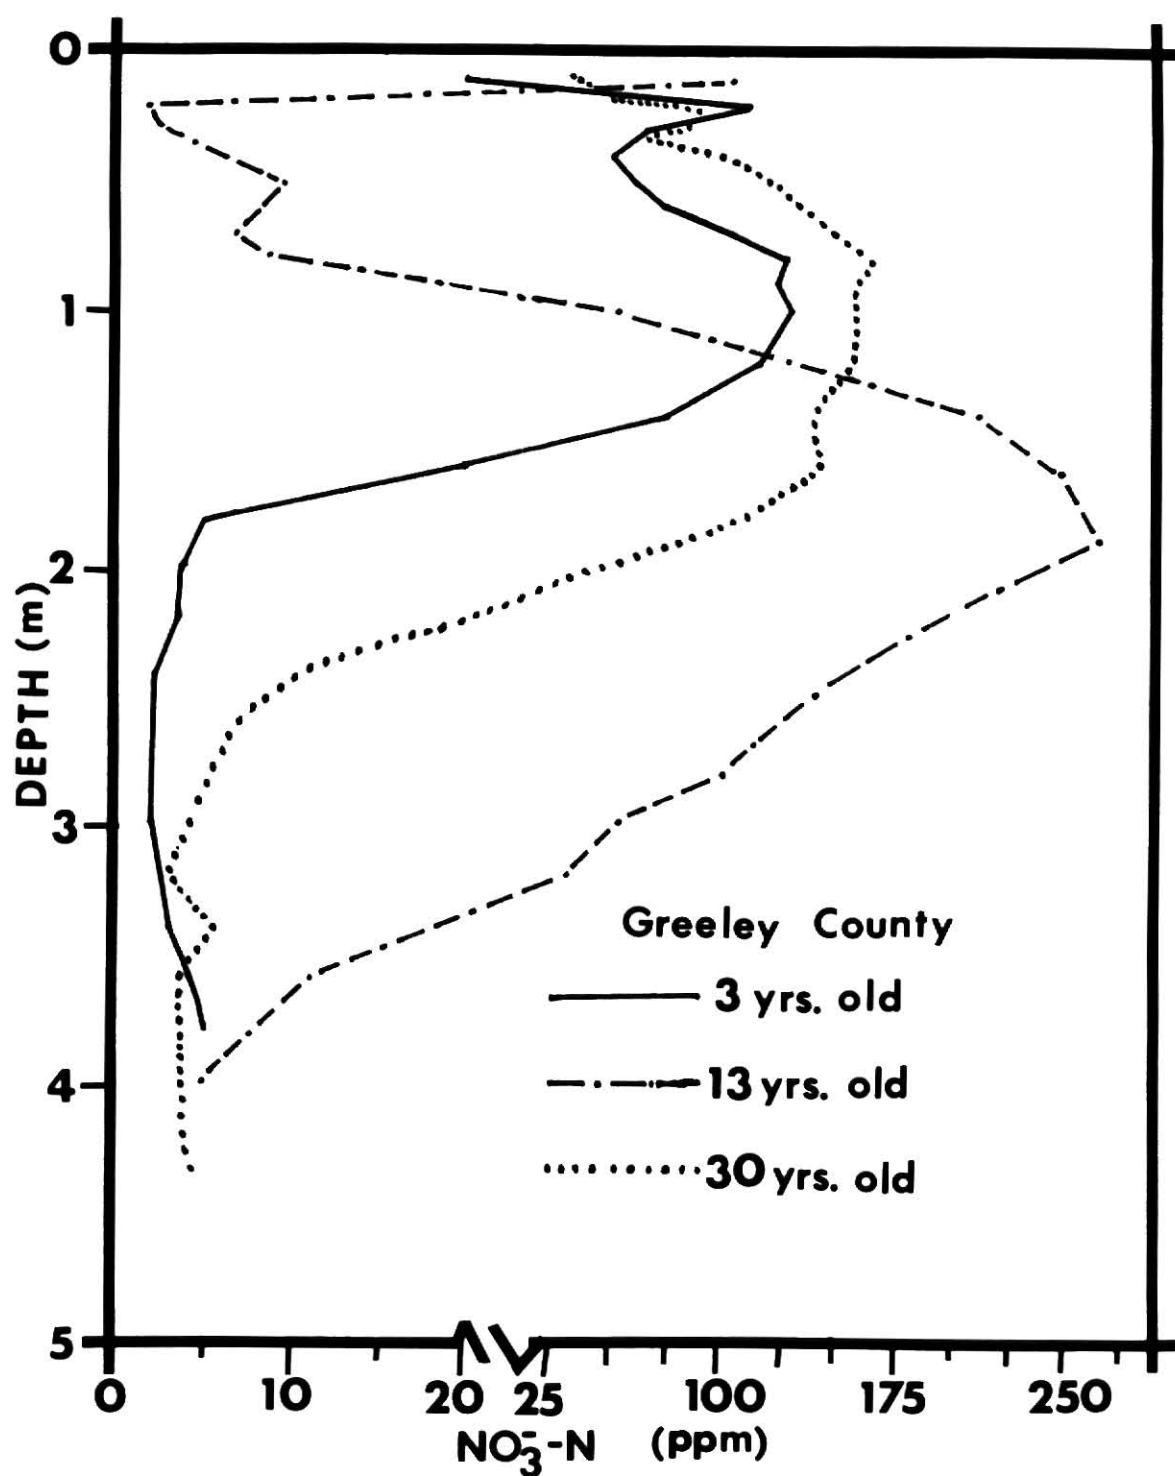 0
1
2
3
4
5
DEPTH (m)
Greeley County
3 yrs. old
13 yrs. old
30 yrs. old
0 10 20 25 100 175 250
NO₃⁻-N (ppm)